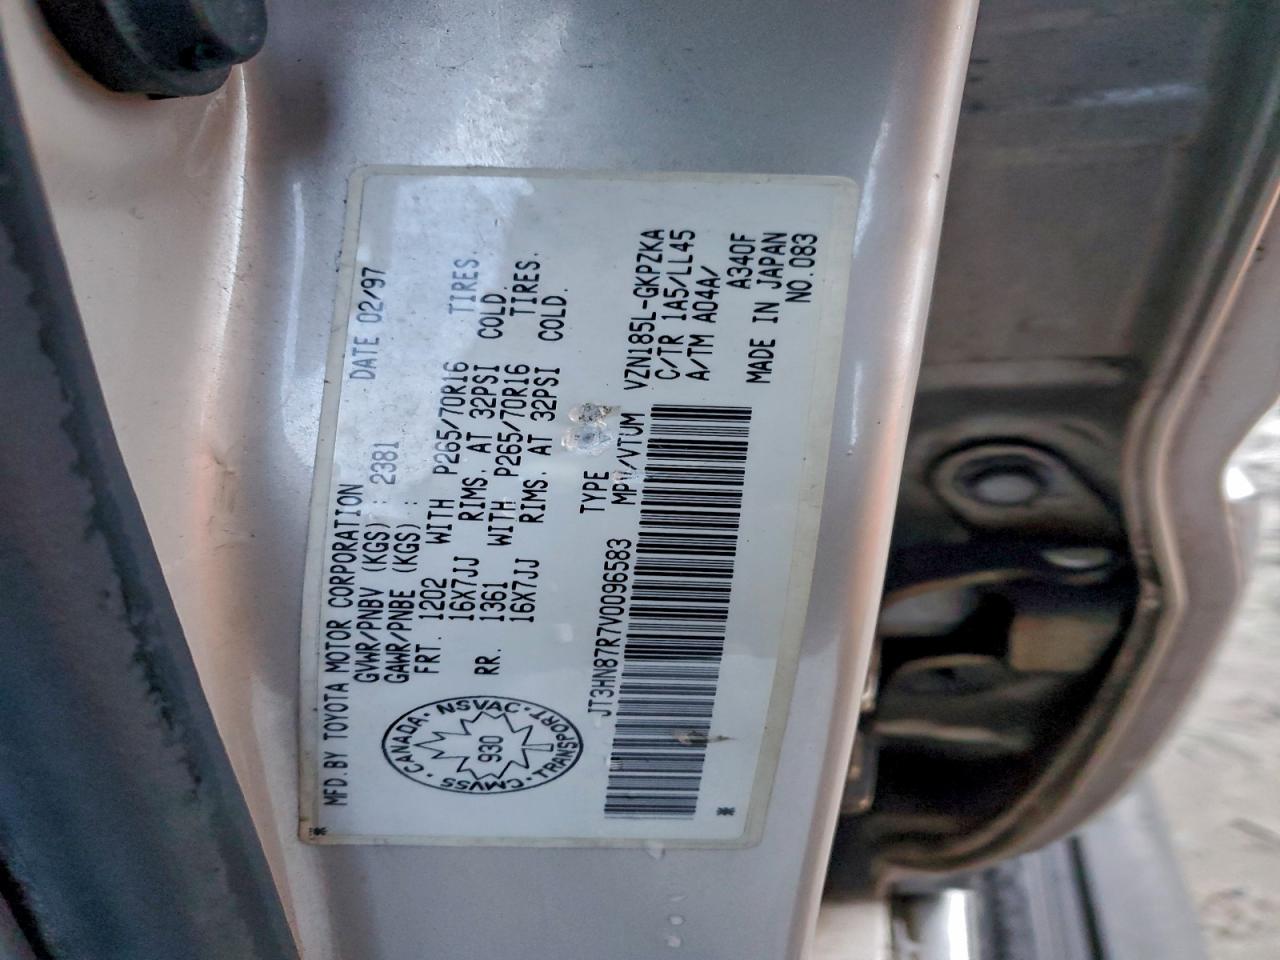 MFD.BY TOYOTA MOTOR CORPORATION DATE 02/97
GVWR/PNBV (KGS) : 2381
GAWR/PNBE (KGS) :
FRT. 1202 WITH P265/70R16 TIRES.
16X7JJ RIMS. AT 32PSI COLD
RR. 1361 WITH P265/70R16 TIRES.
16X7JJ RIMS. AT 32PSI COLD.
CANADA · NSVAC · TRANSPORT · CMVSS ·
930
TYPE
JT3HN87R7V0096583 MPV/VTUM VZN185L-GKPZKA
C/TR 1A5/LL45
A/TM A04A/
A340F
MADE IN JAPAN
NO.083